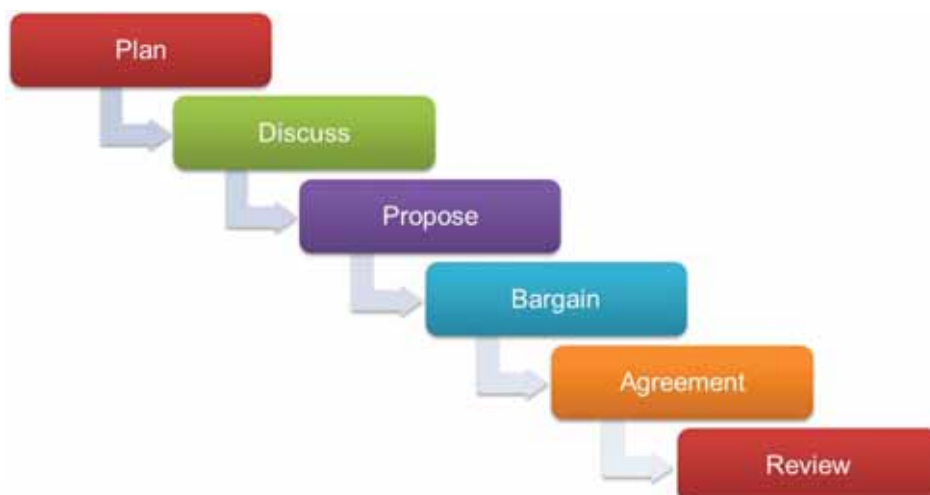 Plan
Discuss
Propose
Bargain
Agreement
Review